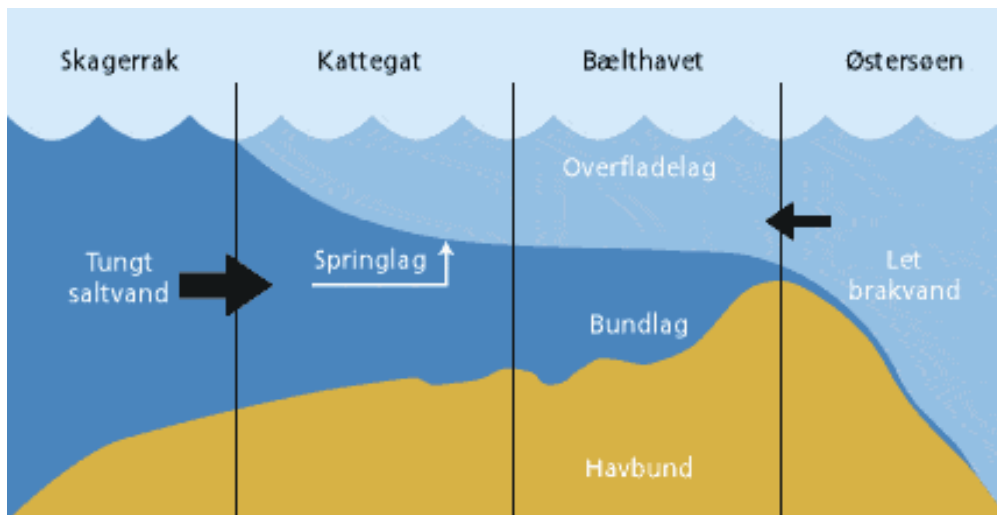 Skagerrak
Kattegat
Bælthavet
Østersøen
Overfladelag
Tungt
saltvand
Springlag
Let
brakvand
Bundlag
Havbund